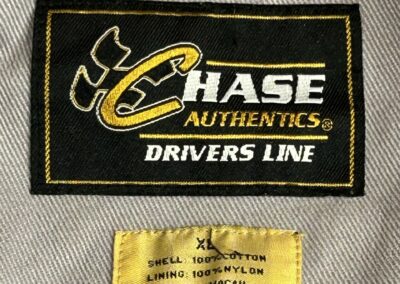 CHASE
AUTHENTICS®
DRIVERS LINE
XL
SHELL: 100% COTTON
LINING: 100% NYLON